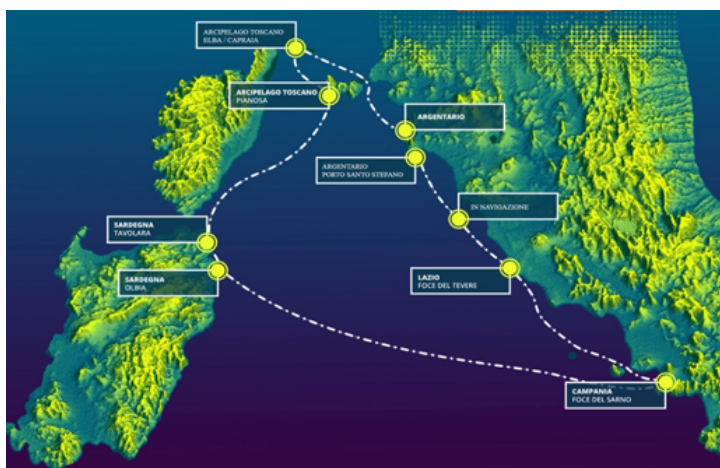 ARCIPELAGO TOSCANO
ELBA / CAPRAIA
ARCIPELAGO TOSCANO
PIANOSA
ARGENTARIO
ARGENTARIO
PORTO SANTO STEFANO
IN NAVIGAZIONE
SARDEGNA
TAVOLARA
SARDEGNA
OLBIA
LAZIO
FOCE DEL TEVERE
CAMPANIA
FOCE DEL SARNO